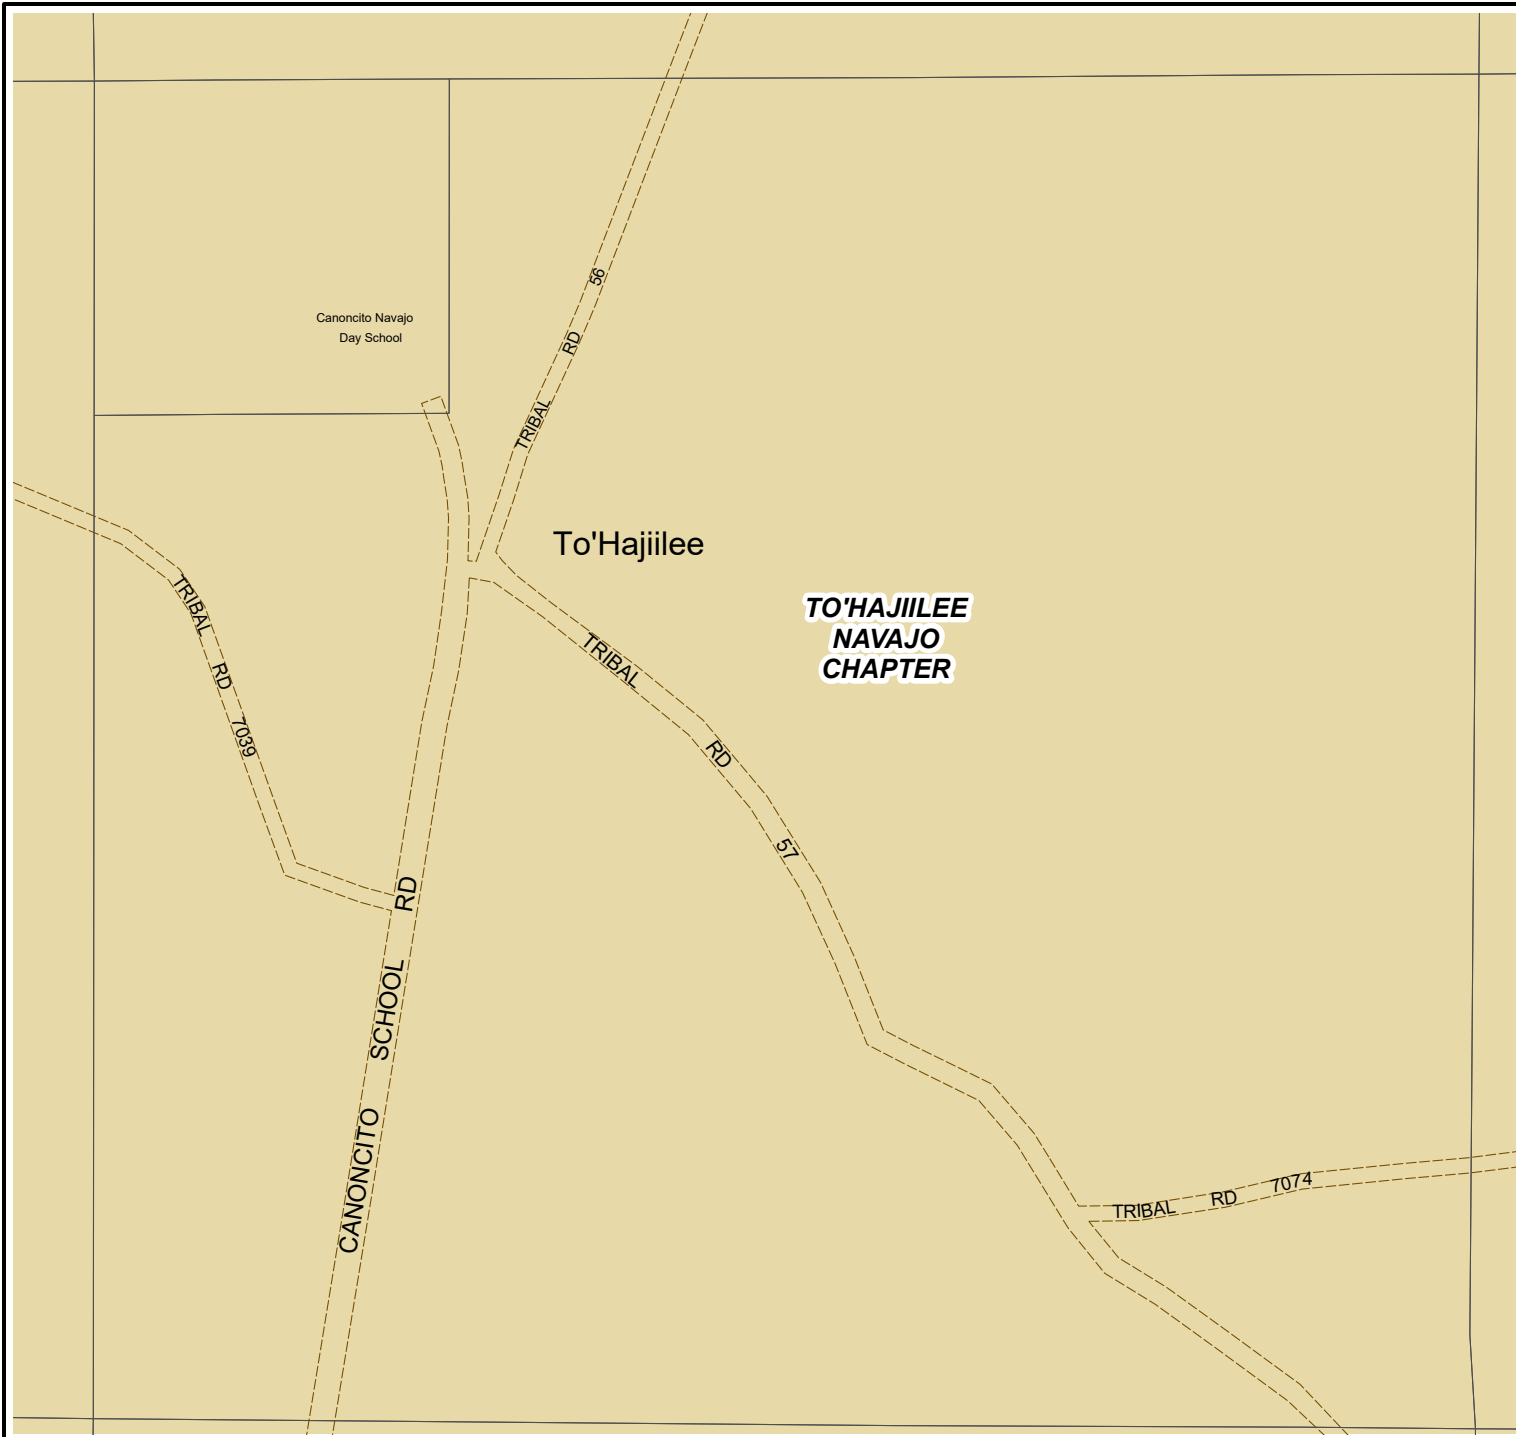 TRIBAL RD 56
Canoncito Navajo
Day School
To'Hajiilee
TO'HAJIILEE
NAVAJO
CHAPTER
TRIBAL RD 7039
TRIBAL RD 57
CANONCITO SCHOOL RD
TRIBAL RD 7074